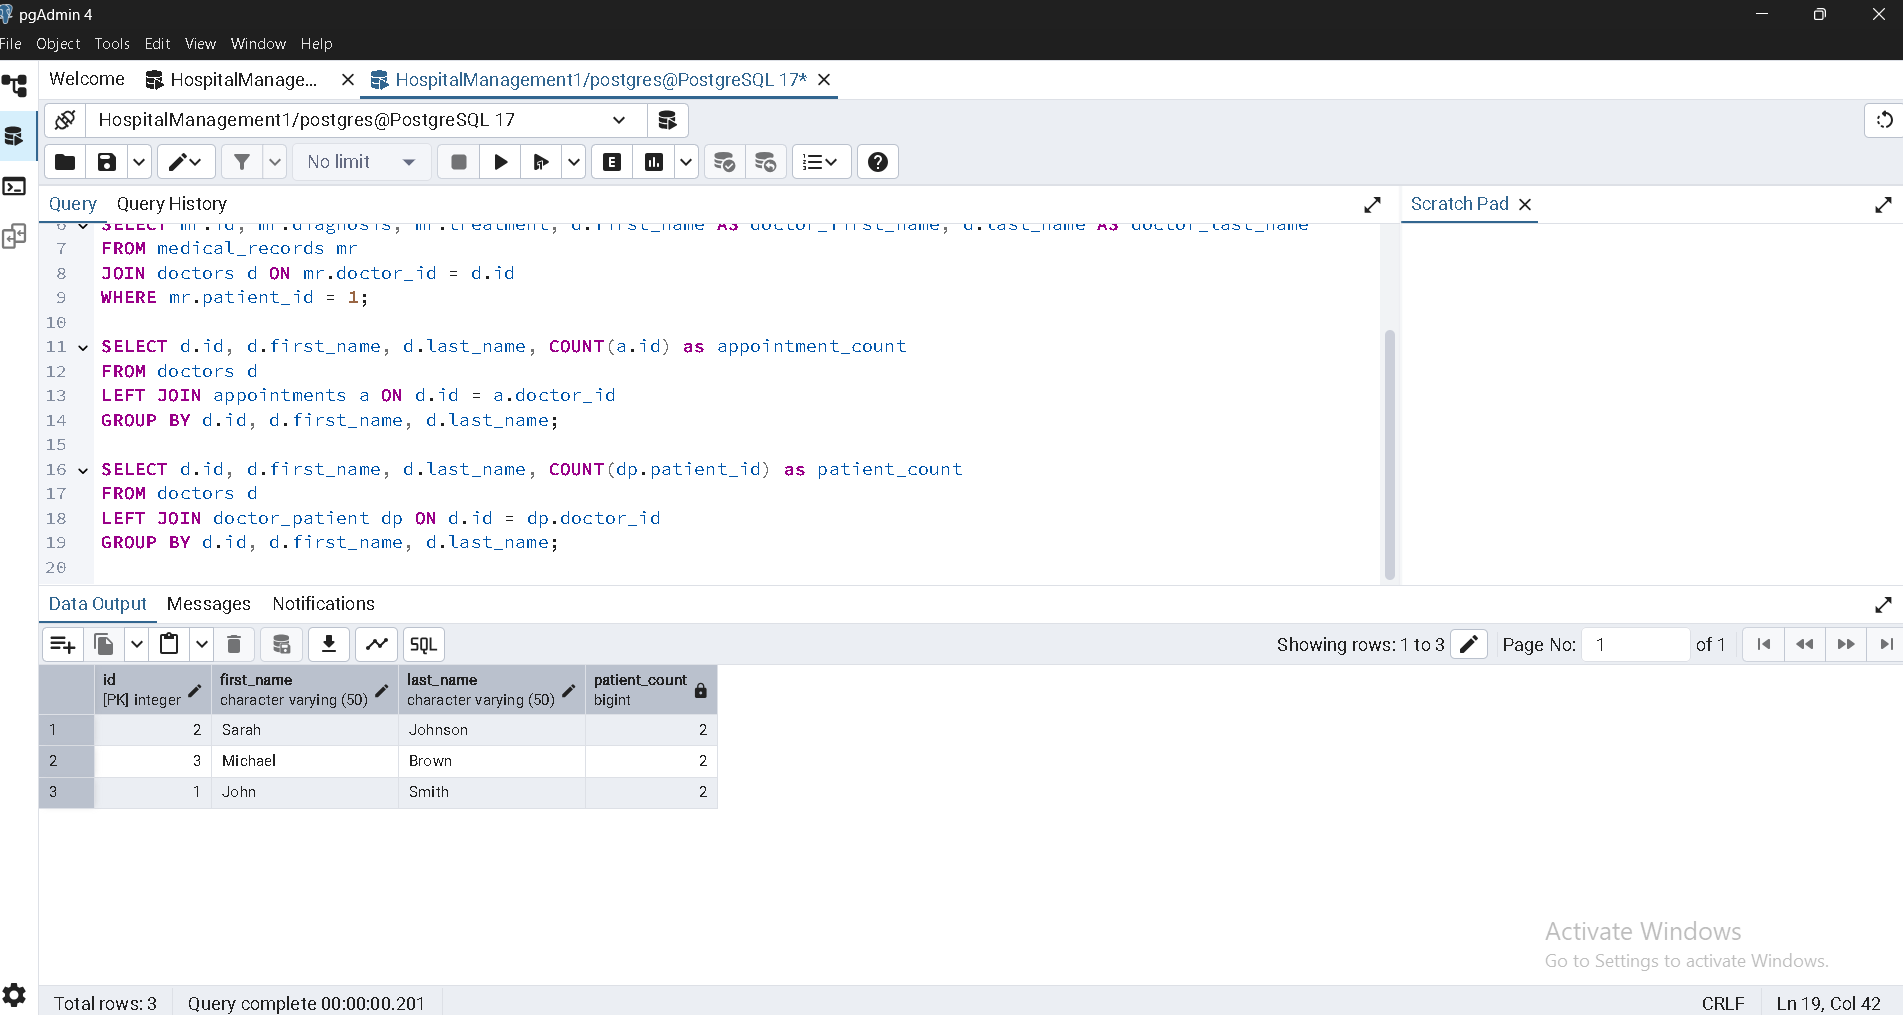 pgAdmin 4
File Object Tools Edit View Window Help
Welcome HospitalManage... HospitalManagement1/postgres@PostgreSQL 17*
HospitalManagement1/postgres@PostgreSQL 17
No limit
E
Query Query History
Scratch Pad
6 SELECT mr.id, mr.diagnosis, mr.treatment, d.first_name AS doctor_first_name, d.last_name AS doctor_last_name
7 FROM medical_records mr
8 JOIN doctors d ON mr.doctor_id = d.id
9 WHERE mr.patient_id = 1;
10
11 SELECT d.id, d.first_name, d.last_name, COUNT(a.id) as appointment_count
12 FROM doctors d
13 LEFT JOIN appointments a ON d.id = a.doctor_id
14 GROUP BY d.id, d.first_name, d.last_name;
15
16 SELECT d.id, d.first_name, d.last_name, COUNT(dp.patient_id) as patient_count
17 FROM doctors d
18 LEFT JOIN doctor_patient dp ON d.id = dp.doctor_id
19 GROUP BY d.id, d.first_name, d.last_name;
20
Data Output Messages Notifications
SQL
Showing rows: 1 to 3 Page No: 1 of 1
id first_name last_name patient_count
[PK] integer character varying (50) character varying (50) bigint
1 2 Sarah Johnson 2
2 3 Michael Brown 2
3 1 John Smith 2
Activate Windows
Go to Settings to activate Windows.
Total rows: 3 Query complete 00:00:00.201 CRLF Ln 19, Col 42